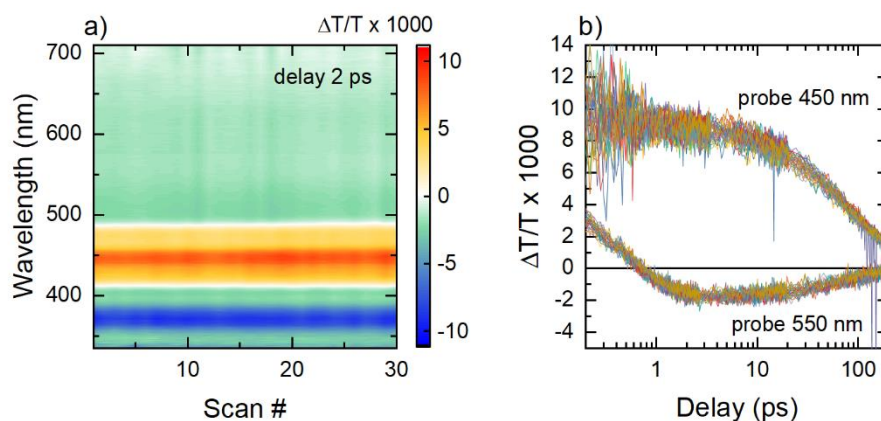 a)
ΔT/T x 1000
delay 2 ps
700
600
500
400
Wavelength (nm)
10
20
30
Scan #
10
5
0
-5
-10
b)
14
12
10
8
6
4
2
0
-2
-4
ΔT/T x 1000
probe 450 nm
probe 550 nm
1
10
100
Delay (ps)